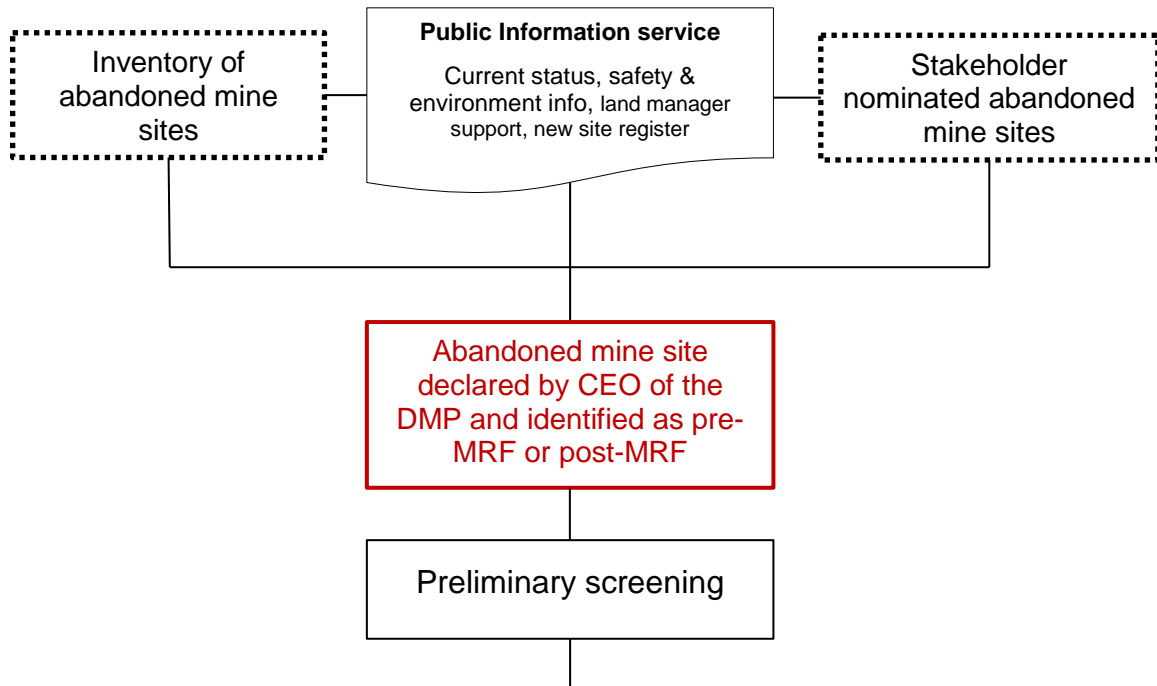 Inventory of
abandoned mine
sites
Public Information service
Current status, safety &
environment info, land manager
support, new site register
Stakeholder
nominated abandoned
mine sites
Abandoned mine site
declared by CEO of the
DMP and identified as pre-
MRF or post-MRF
Preliminary screening